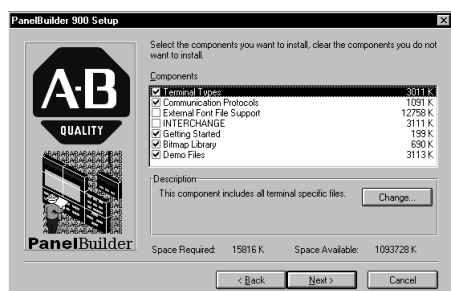 PanelBuilder 900 Setup
Select the components you want to install, clear the components you do not
want to install.
Components
Terminal Types 3011 K
Communication Protocols 1091 K
External Font File Support 12758 K
INTERCHANGE 3111 K
Getting Started 199 K
Bitmap Library 690 K
Demo Files 3113 K
Description
This component includes all terminal specific files.
Change...
A-B
QUALITY
PanelBuilder
Space Required: 15816 K Space Available: 1093728 K
< Back Next > Cancel